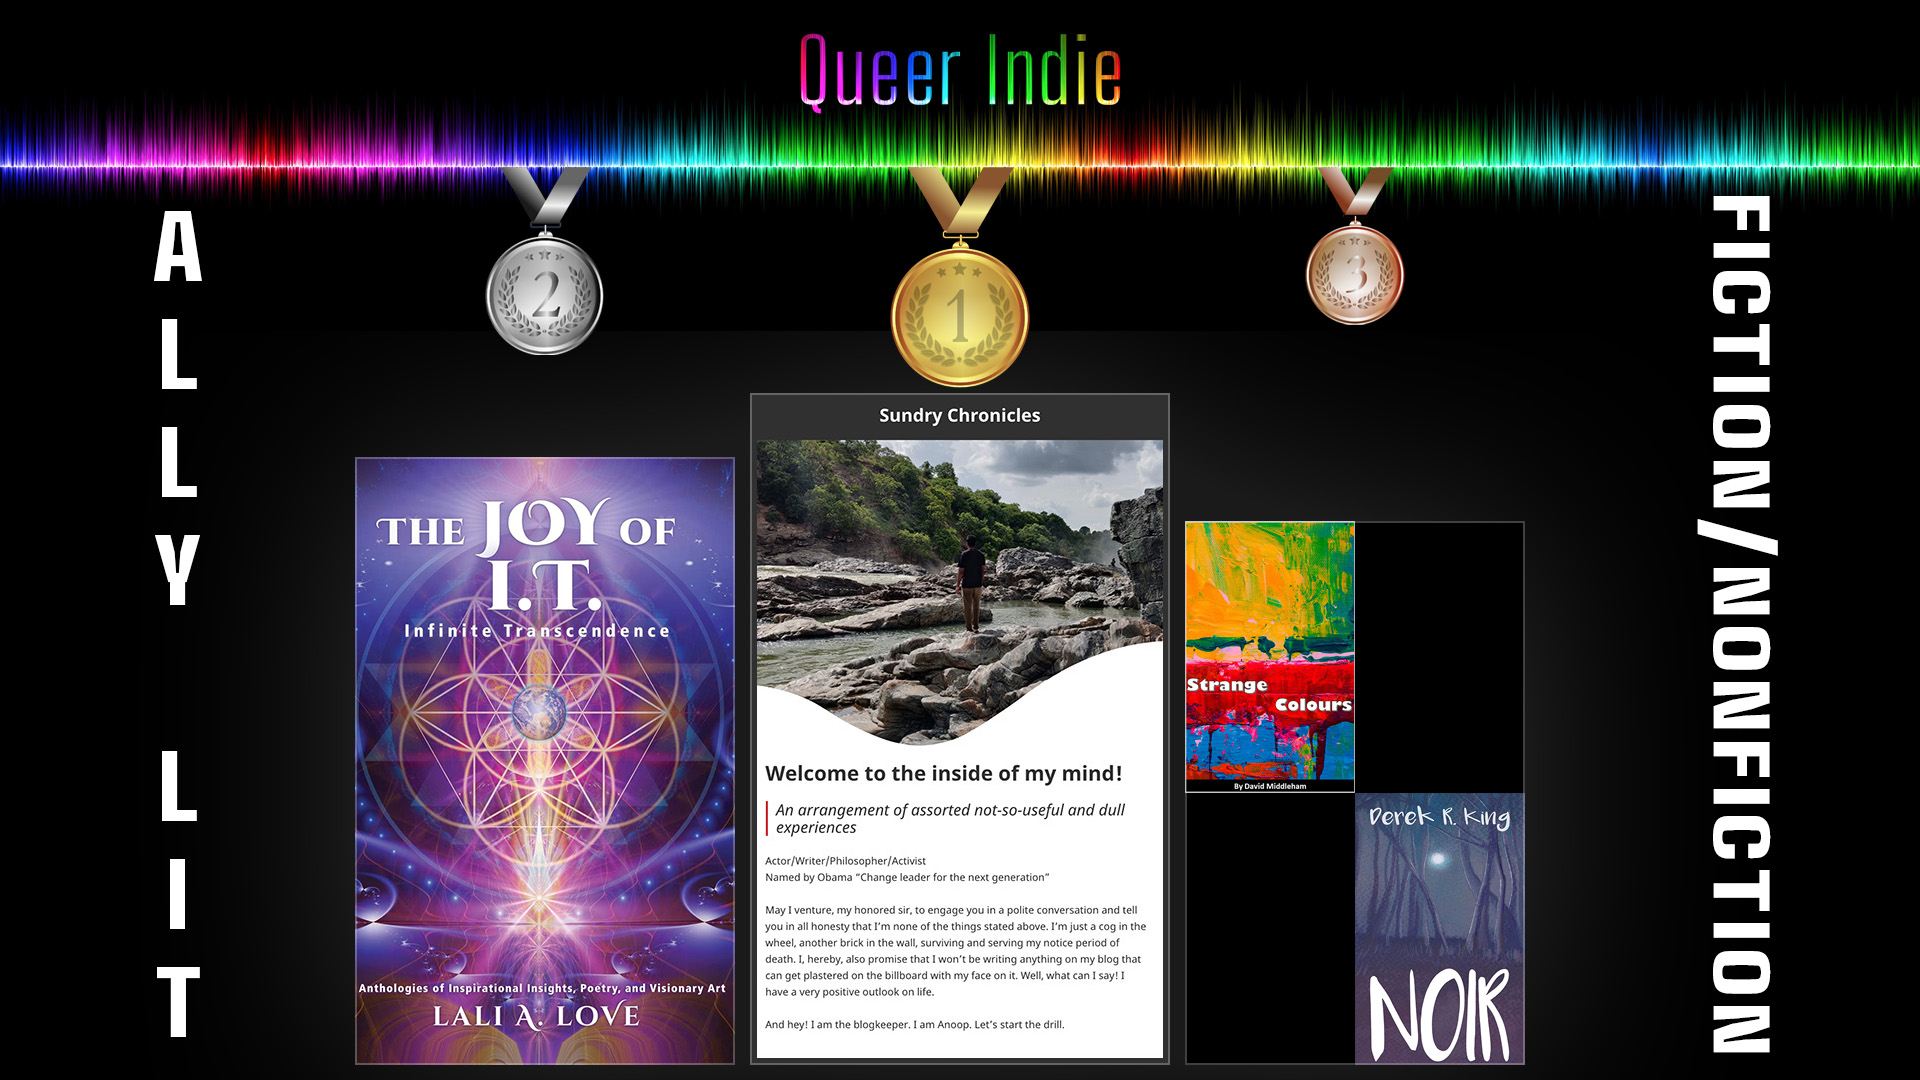 Queer Indie
ALLY LIT
2
1
3
FICTION/NONFICTION
THE JOY OF
I.T.
Infinite Transcendence
Anthologies of Inspirational Insights, Poetry, and Visionary Art
LALI A. LOVE
Sundry Chronicles
Welcome to the inside of my mind!
An arrangement of assorted not-so-useful and dull
experiences
Actor/Writer/Philosopher/Activist
Named by Obama “Change leader for the next generation”
May I venture, my honored sir, to engage you in a polite conversation and tell
you in all honesty that I’m none of the things stated above. I’m just a cog in the
wheel, another brick in the wall, surviving and serving my notice period of
death. I, hereby, also promise that I won’t be writing anything on my blog that
can get plastered on the billboard with my face on it. Well, what can I say! I
have a very positive outlook on life.
And hey! I am the blogkeeper. I am Anoop. Let’s start the drill.
Strange
Colours
By David Middleham
Derek R. King
NOIR